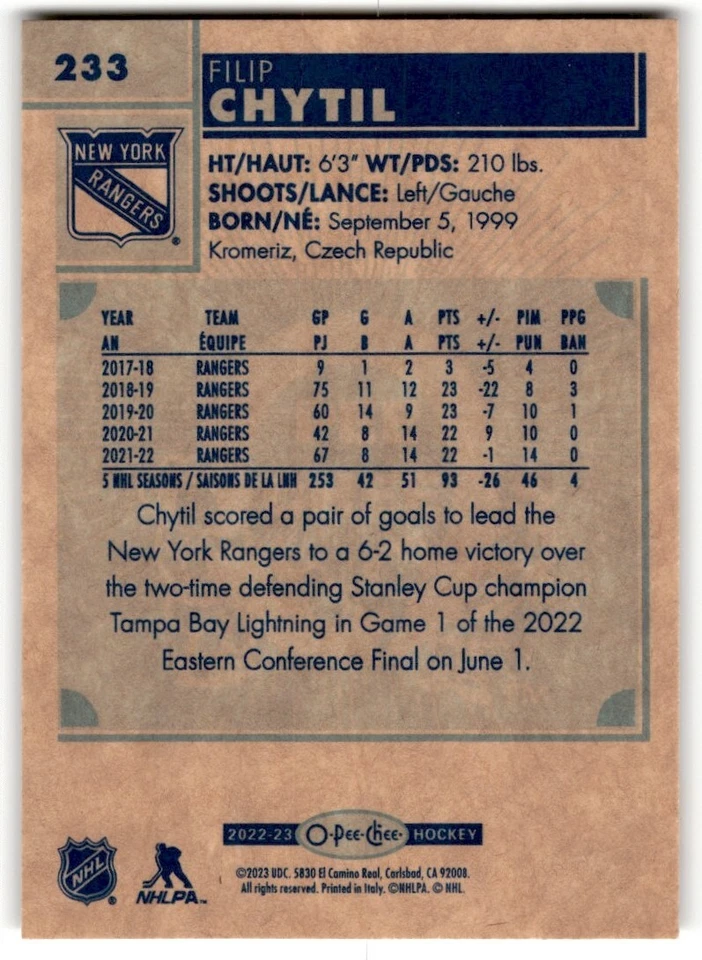 233
FILIP
CHYTIL
NEW YORK
RANGERS
®
HT/HAUT: 6'3" WT/PDS: 210 lbs.
SHOOTS/LANCE: Left/Gauche
BORN/NÉ: September 5, 1999
Kromeriz, Czech Republic
YEAR TEAM GP G A PTS +/- PIM PPG
AN ÉQUIPE PJ B A PTS +/- PUN BAN
2017-18 RANGERS 9 1 2 3 -5 4 0
2018-19 RANGERS 75 11 12 23 -22 8 3
2019-20 RANGERS 60 14 9 23 -7 10 1
2020-21 RANGERS 42 8 14 22 9 10 0
2021-22 RANGERS 67 8 14 22 -1 14 0
5 NHL SEASONS / SAISONS DE LA LNH 253 42 51 93 -26 46 4
Chytil scored a pair of goals to lead the
New York Rangers to a 6-2 home victory over
the two-time defending Stanley Cup champion
Tampa Bay Lightning in Game 1 of the 2022
Eastern Conference Final on June 1.
2022-23 O-Pee-Chee® HOCKEY
NHL ®
NHLPA™
©2023 UDC. 5830 El Camino Real, Carlsbad, CA 92008.
All rights reserved. Printed in Italy. ©NHLPA. © NHL.